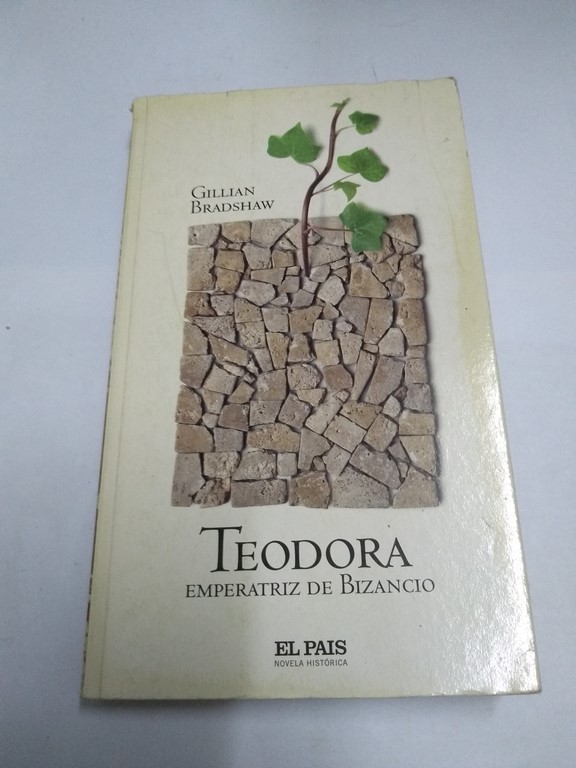 GILLIAN
BRADSHAW
TEODORA
EMPERATRIZ DE BIZANCIO
EL PAIS
NOVELA HISTÓRICA